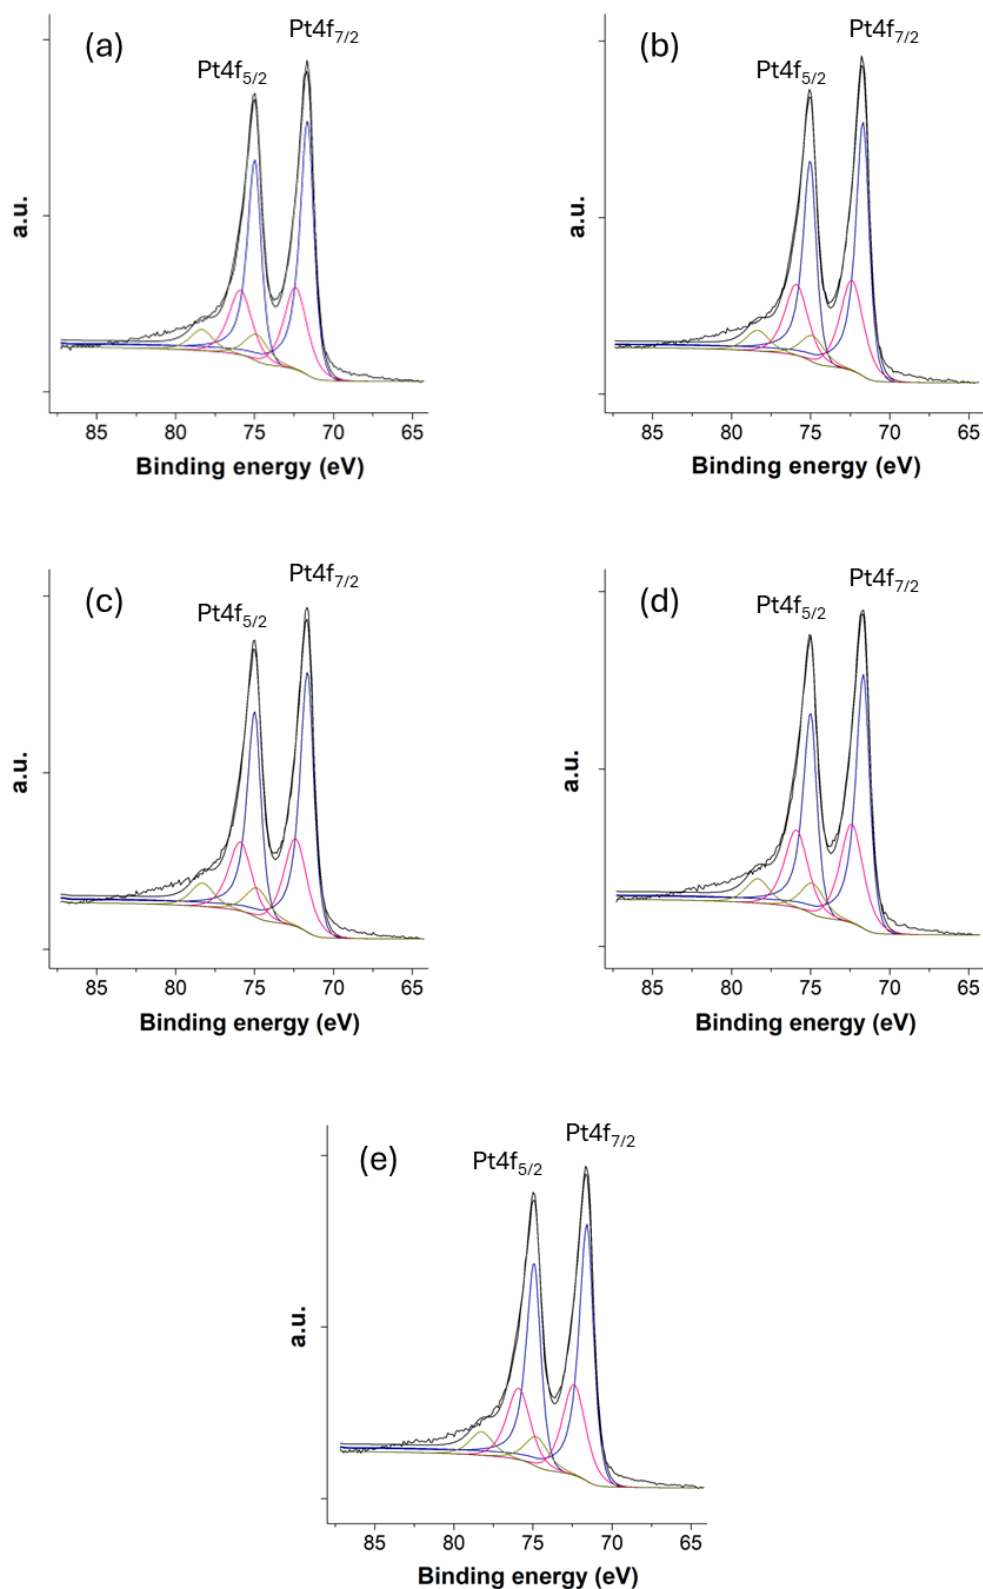 (a)
Pt4f7/2
Pt4f5/2
a.u.
85 80 75 70 65
Binding energy (eV)
(b)
Pt4f7/2
Pt4f5/2
a.u.
85 80 75 70 65
Binding energy (eV)
(c)
Pt4f7/2
Pt4f5/2
a.u.
85 80 75 70 65
Binding energy (eV)
(d)
Pt4f7/2
Pt4f5/2
a.u.
85 80 75 70 65
Binding energy (eV)
(e)
Pt4f7/2
Pt4f5/2
a.u.
85 80 75 70 65
Binding energy (eV)